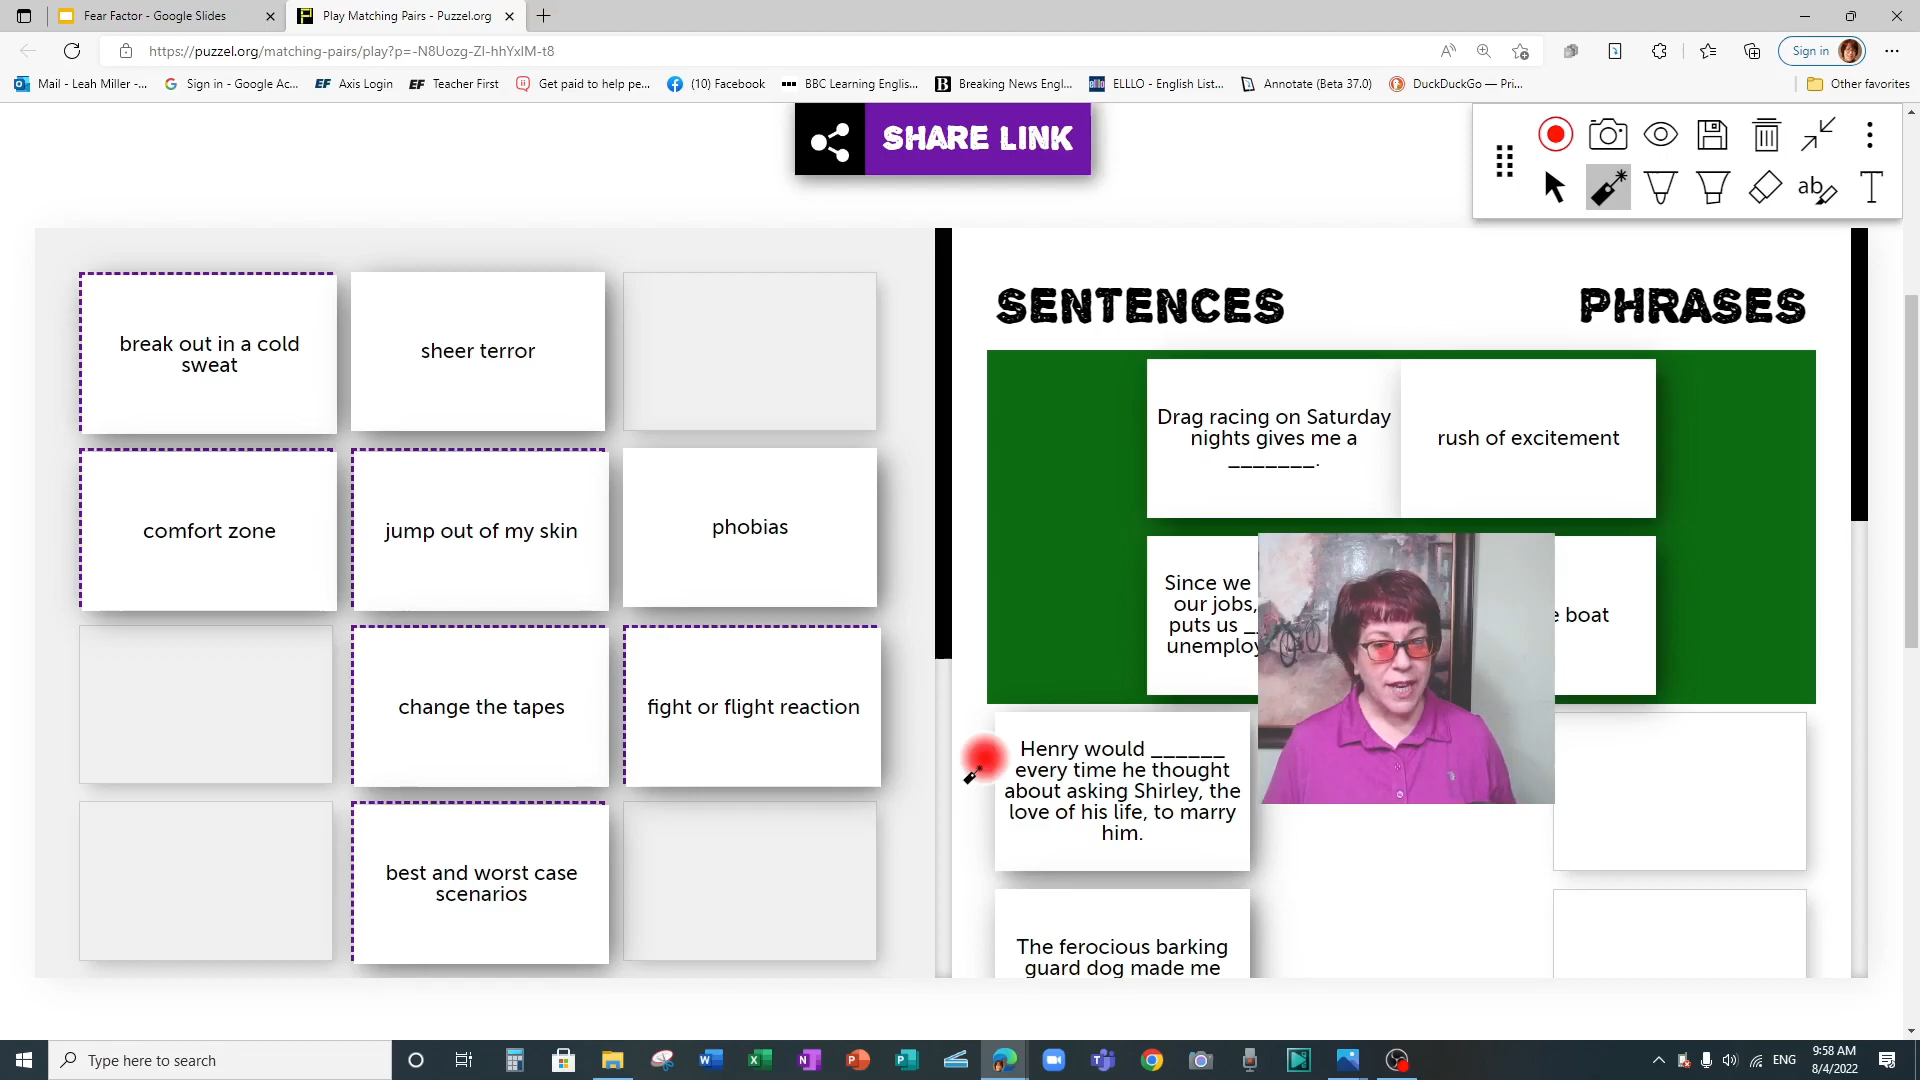 Fear Factor - Google Slides
Play Matching Pairs - Puzzel.org
https://puzzel.org/matching-pairs/play?p=-N8Uozg-ZI-hhYxlM-t8
Sign in
Mail - Leah Miller -...
Sign in - Google Ac...
EF Axis Login
EF Teacher First
Get paid to help pe...
(10) Facebook
BBC Learning Englis...
B Breaking News Engl...
ELLLO - English List...
Annotate (Beta 37.0)
DuckDuckGo — Pri...
Other favorites
SHARE LINK
ab
T
break out in a cold
sweat
sheer terror
comfort zone
jump out of my skin
phobias
change the tapes
fight or flight reaction
best and worst case
scenarios
SENTENCES
PHRASES
Drag racing on Saturday
nights gives me a
_______.
rush of excitement
Since we
our jobs,
puts us _
unemploy
e boat
Henry would ______
every time he thought
about asking Shirley, the
love of his life, to marry
him.
The ferocious barking
guard dog made me
Type here to search
ENG
9:58 AM
8/4/2022